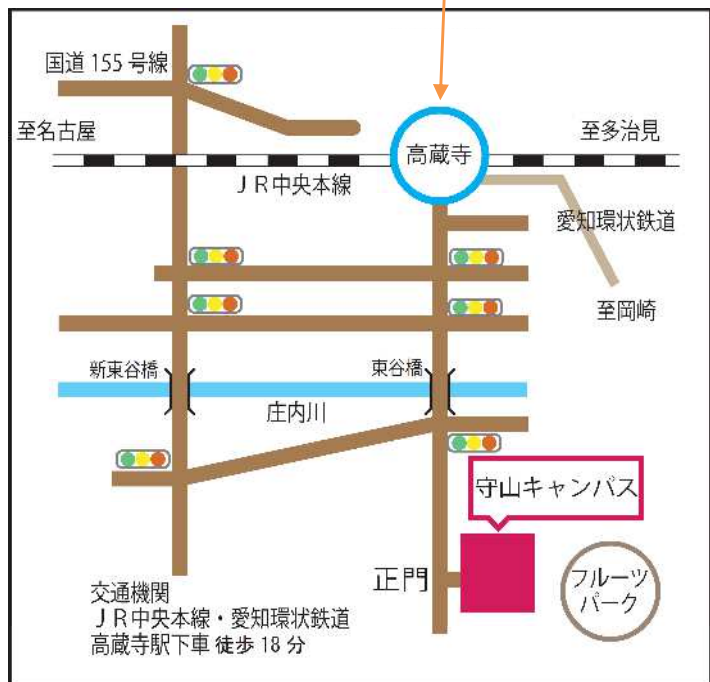 国道 155 号線
至名古屋
高蔵寺
至多治見
ＪＲ中央本線
愛知環状鉄道
至岡崎
新東谷橋
東谷橋
庄内川
守山キャンパス
正門
フルーツ
パーク
交通機関
ＪＲ中央本線・愛知環状鉄道
高蔵寺駅下車 徒歩 18 分